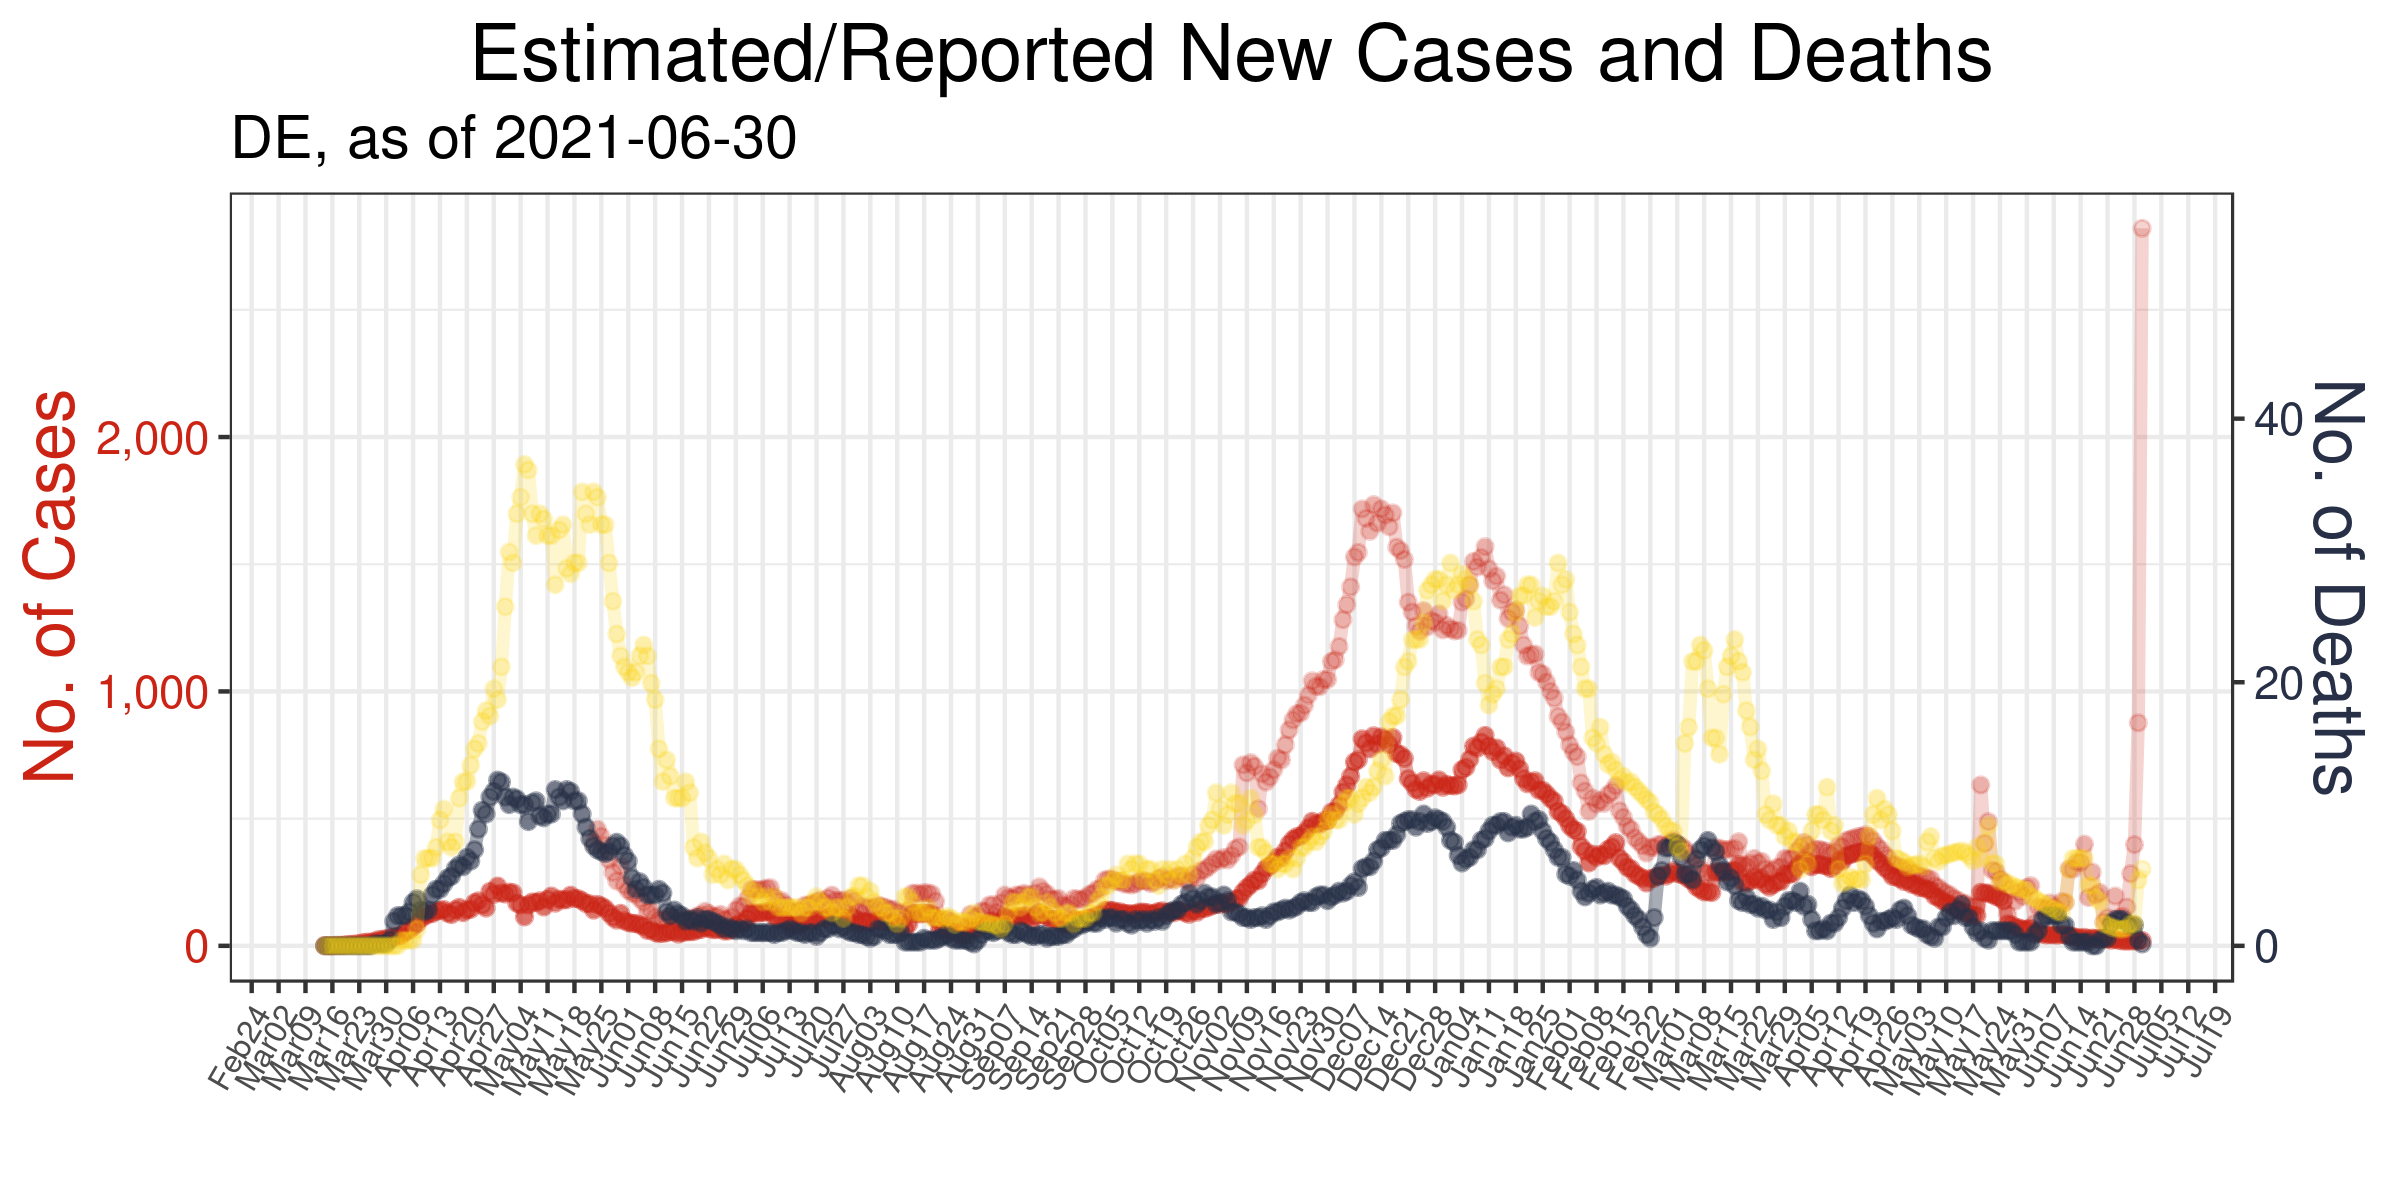 Estimated/Reported New Cases and Deaths
DE, as of 2021-06-30
No. of Cases
2,000
1,000
0
No. of Deaths
40
20
0
Feb24
Mar02
Mar09
Mar16
Mar23
Mar30
Apr06
Apr13
Apr20
Apr27
May04
May11
May18
May25
Jun01
Jun08
Jun15
Jun22
Jun29
Jul06
Jul13
Jul20
Jul27
Aug03
Aug10
Aug17
Aug24
Aug31
Sep07
Sep14
Sep21
Sep28
Oct05
Oct12
Oct19
Oct26
Nov02
Nov09
Nov16
Nov23
Nov30
Dec07
Dec14
Dec21
Dec28
Jan04
Jan11
Jan18
Jan25
Feb01
Feb08
Feb15
Feb22
Mar01
Mar08
Mar15
Mar22
Mar29
Apr05
Apr12
Apr19
Apr26
May03
May10
May17
May24
May31
Jun07
Jun14
Jun21
Jun28
Jul05
Jul12
Jul19